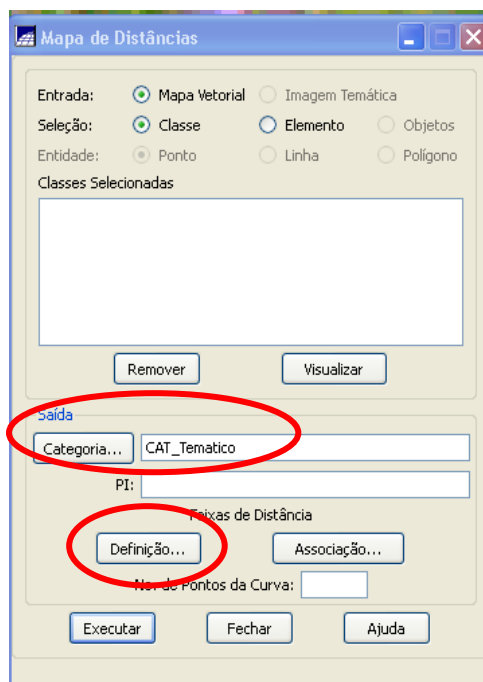 Mapa de Distâncias
Entrada: Mapa Vetorial Imagem Temática
Seleção: Classe Elemento Objetos
Entidade: Ponto Linha Polígono
Classes Selecionadas
Remover Visualizar
Saída
Categoria... CAT_Tematico
PI:
Faixas de Distância
Definição... Associação...
No. de Pontos da Curva:
Executar Fechar Ajuda